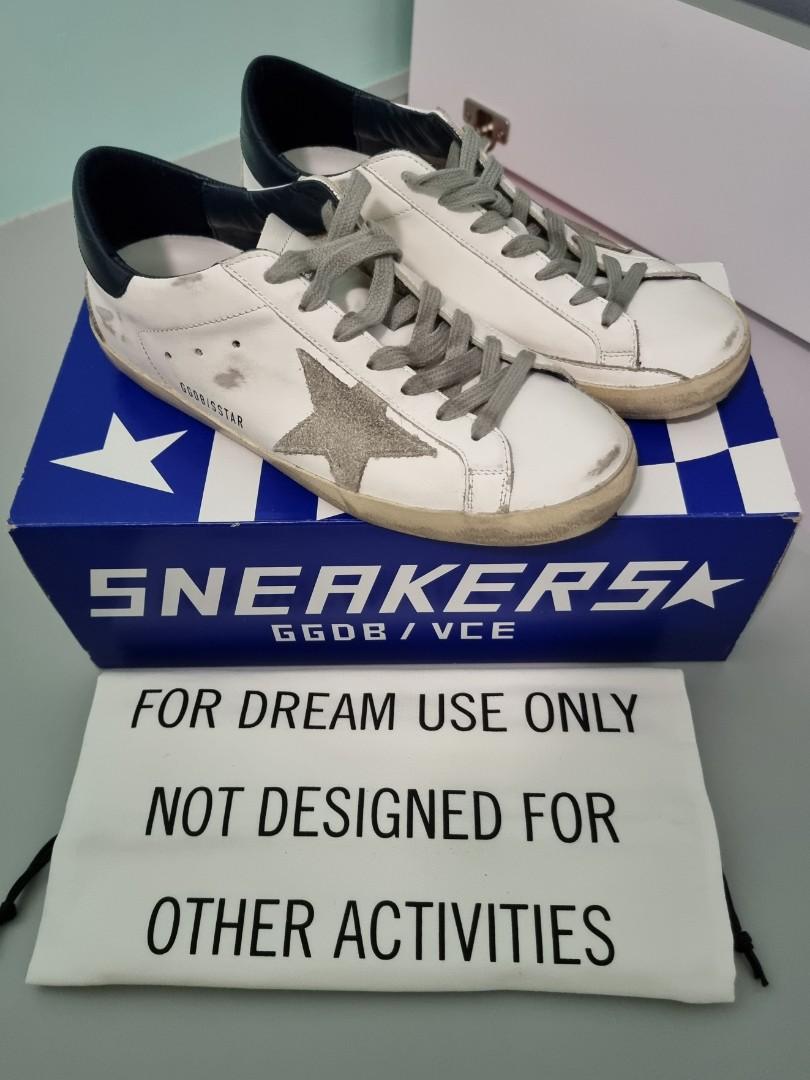 GGDB/SSTAR
SNEAKERS
GGDB / VCE
FOR DREAM USE ONLY
NOT DESIGNED FOR
OTHER ACTIVITIES